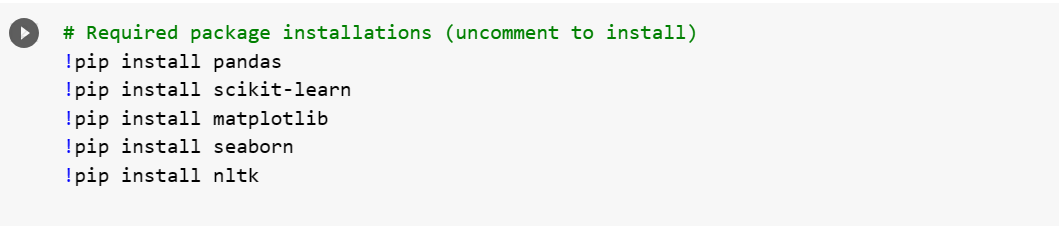 # Required package installations (uncomment to install)
!pip install pandas
!pip install scikit-learn
!pip install matplotlib
!pip install seaborn
!pip install nltk